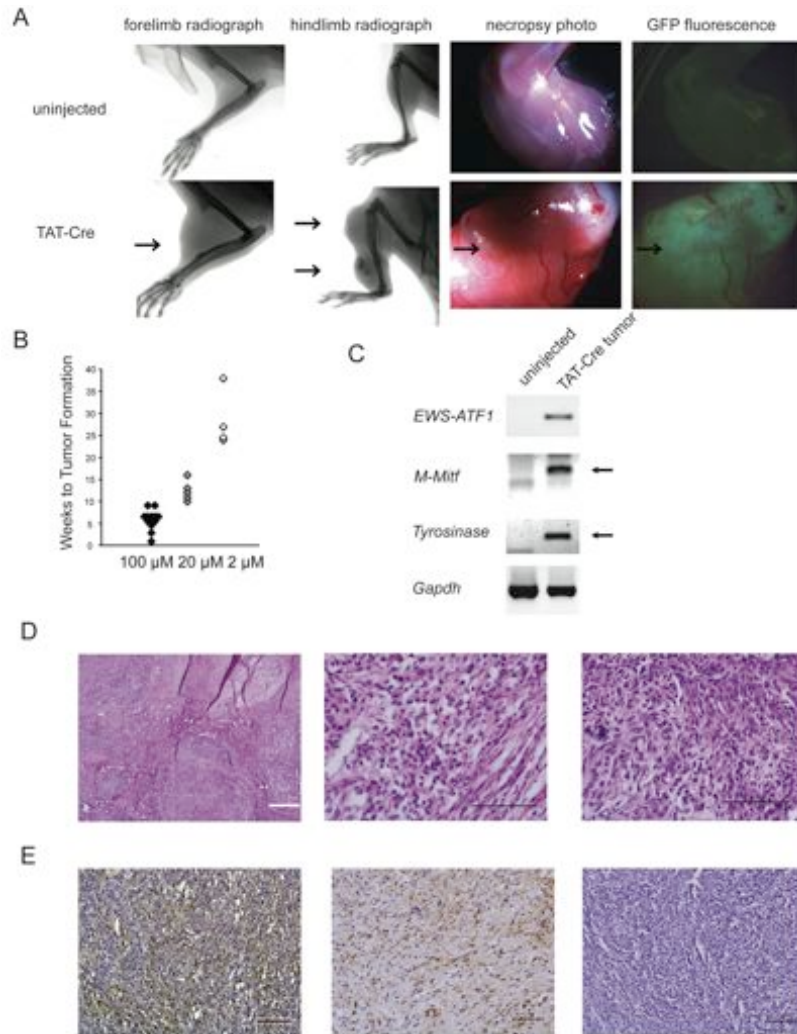 A
forelimb radiograph hindlimb radiograph necropsy photo GFP fluorescence
uninjected
TAT-Cre
B
Weeks to Tumor Formation
40
35
30
25
20
15
10
5
0
100 µM 20 µM 2 µM
C
uninjected
TAT-Cre tumor
EWS-ATF1
M-Mitf
Tyrosinase
Gapdh
D
E